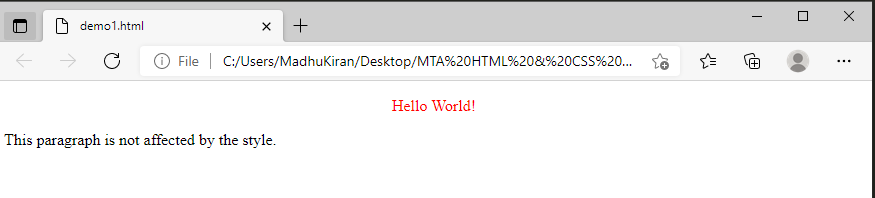 demo1.html
File | C:/Users/MadhuKiran/Desktop/MTA%20HTML%20&%20CSS%20...
Hello World!
This paragraph is not affected by the style.